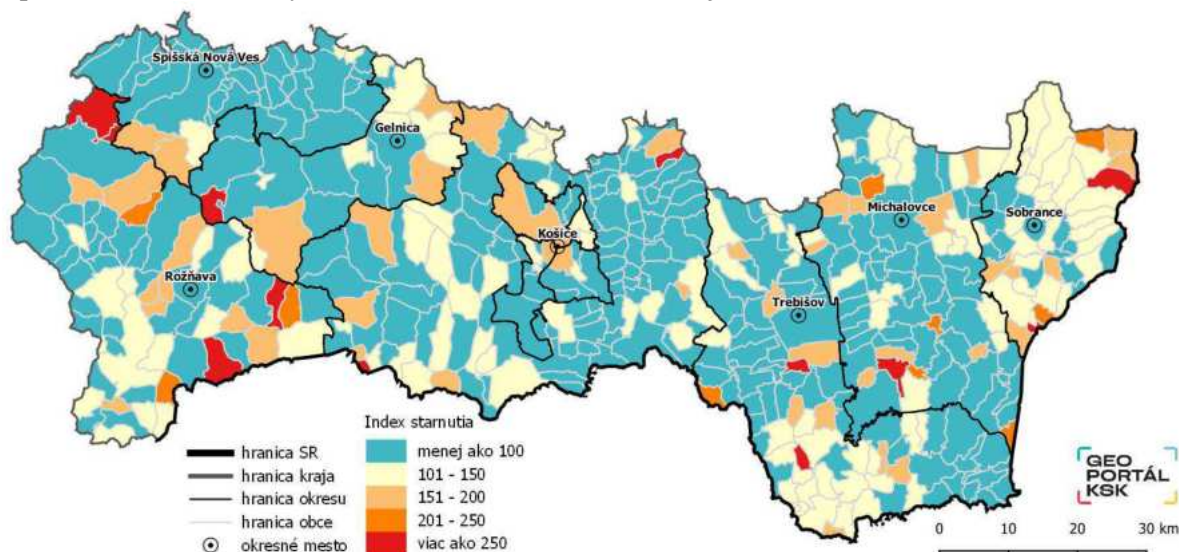 Spišská Nová Ves
Gelnica
Košice
Michalovce
Sobrance
Rožňava
Trebišov
Index starnutia
hranica SR
hranica kraja
hranica okresu
hranica obce
okresné mesto
menej ako 100
101 - 150
151 - 200
201 - 250
viac ako 250
GEO
PORTÁL
KSK
0 10 20 30 km